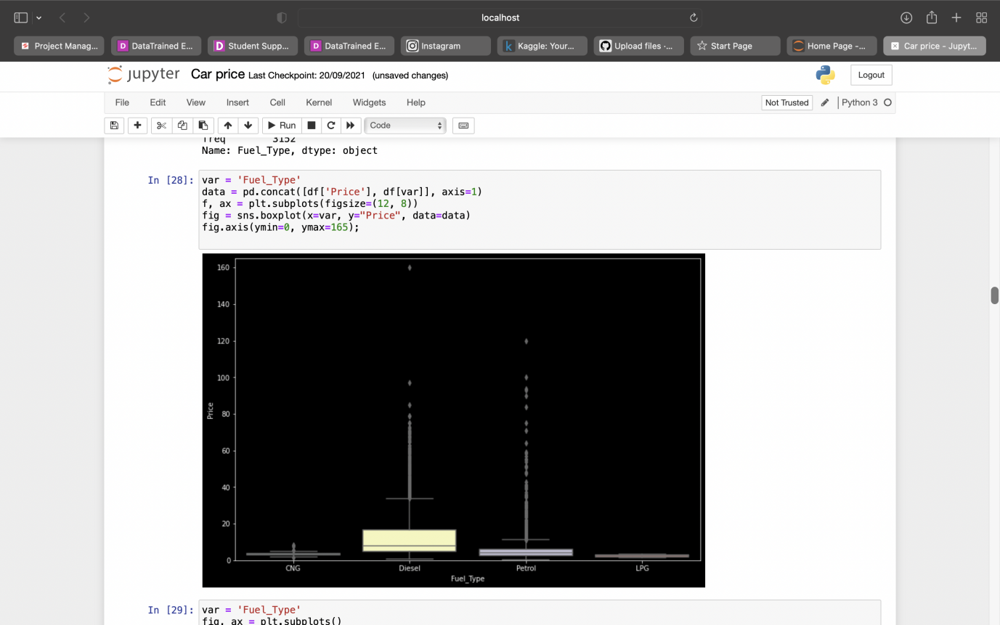 localhost
Project Manag...
DataTrained E...
Student Supp...
DataTrained E...
Instagram
Kaggle: Your...
Upload files ·...
Start Page
Home Page -...
Car price - Jupyt...
jupyter Car price Last Checkpoint: 20/09/2021 (unsaved changes)
Logout
File Edit View Insert Cell Kernel Widgets Help
Not Trusted
Python 3
Run
Code
freq 3152
Name: Fuel_Type, dtype: object
In [28]:
var = 'Fuel_Type'
data = pd.concat([df['Price'], df[var]], axis=1)
f, ax = plt.subplots(figsize=(12, 8))
fig = sns.boxplot(x=var, y="Price", data=data)
fig.axis(ymin=0, ymax=165);
160
140
120
100
80
60
40
20
0
Price
CNG Diesel Petrol LPG
Fuel_Type
In [29]:
var = 'Fuel_Type'
fig, ax = plt.subplots()